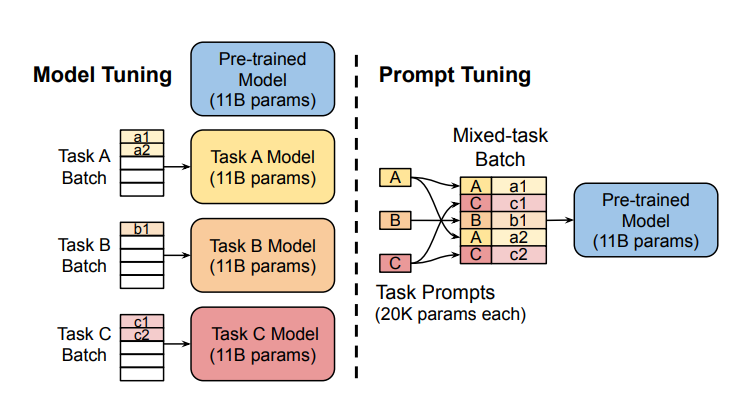 Model Tuning
Pre-trained
Model
(11B params)
Task A
Batch
a1
a2
Task A Model
(11B params)
Task B
Batch
b1
Task B Model
(11B params)
Task C
Batch
c1
c2
Task C Model
(11B params)
Prompt Tuning
Mixed-task
Batch
A
B
C
A a1
C c1
B b1
A a2
C c2
Task Prompts
(20K params each)
Pre-trained
Model
(11B params)